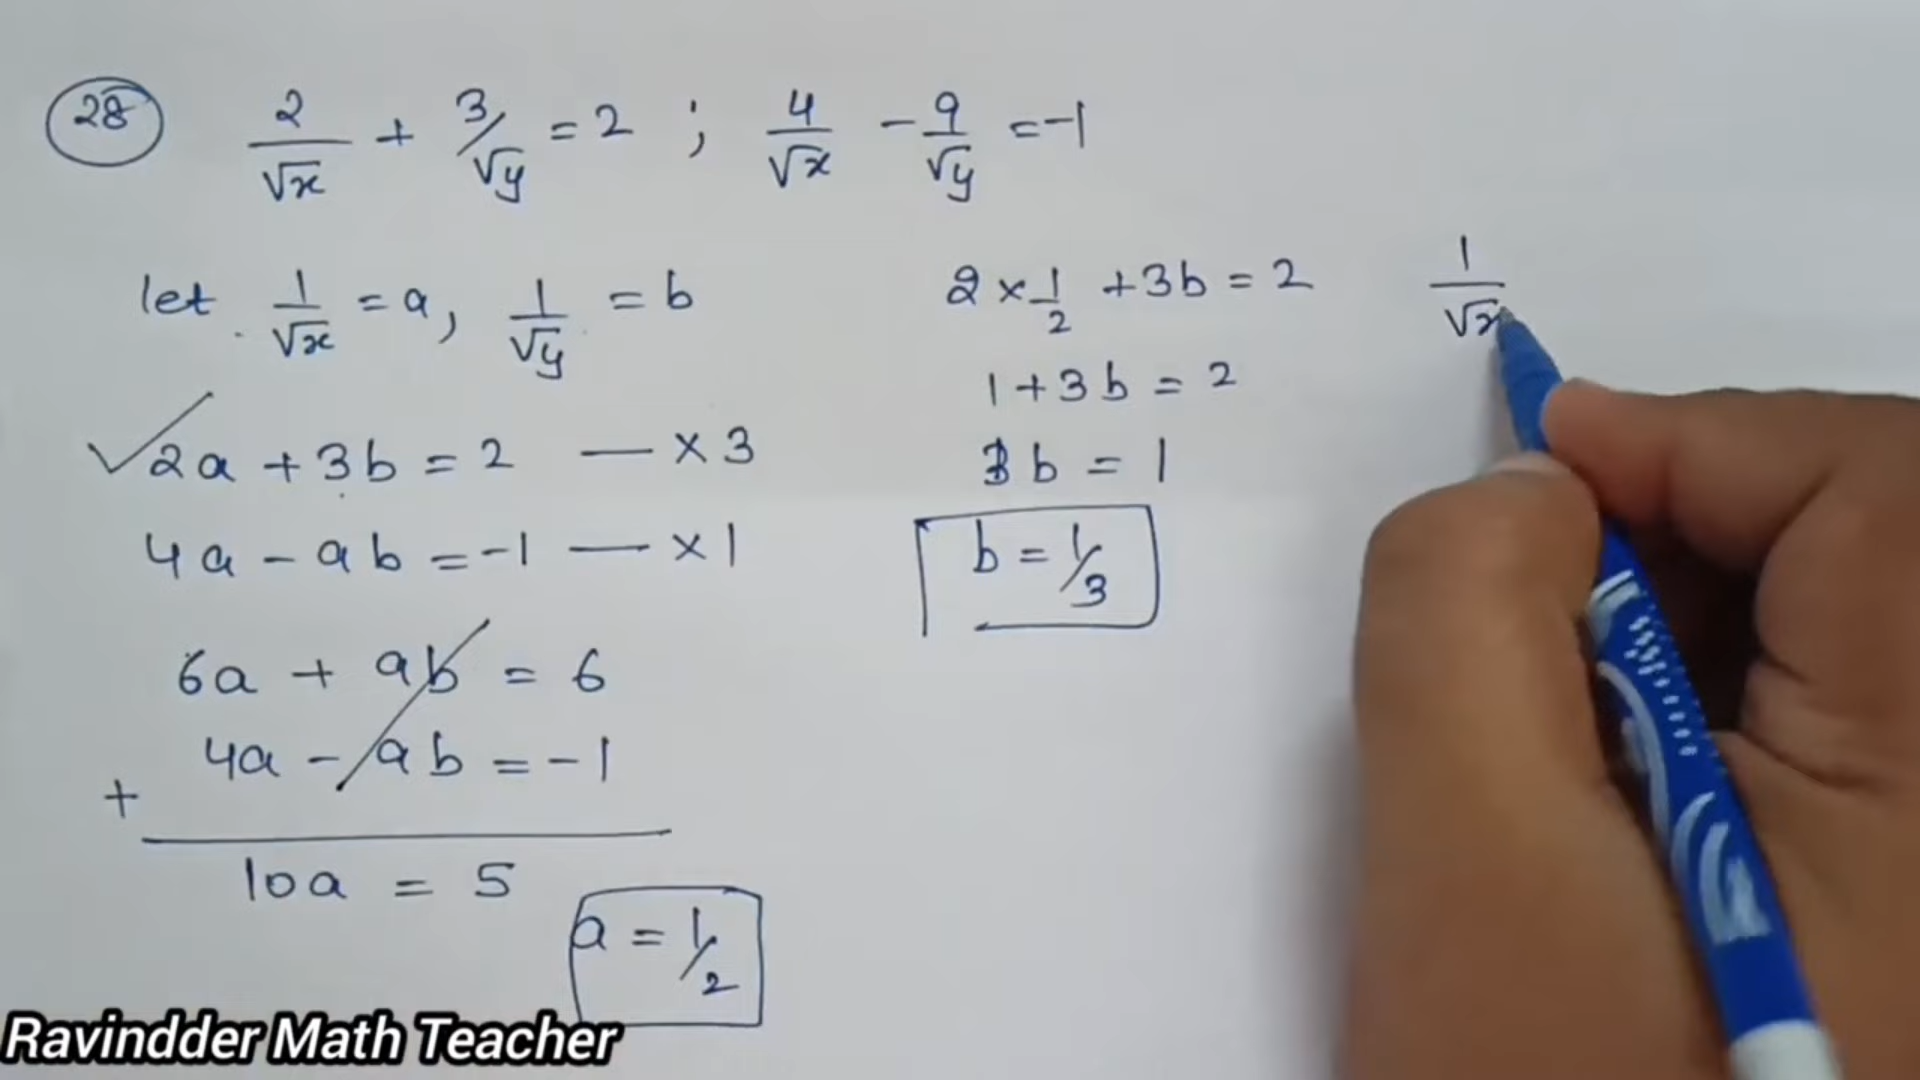 28 2/√x + 3/√y = 2 ; 4/√x - 9/√y = -1
let 1/√x = a, 1/√y = b
2a + 3b = 2 — × 3
4a - 9b = -1 — × 1
6a + 9b = 6
4a - 9b = -1
+
10a = 5
a = 1/2
2 × 1/2 + 3b = 2
1 + 3b = 2
3b = 1
b = 1/3
1/√x
Ravindder Math Teacher